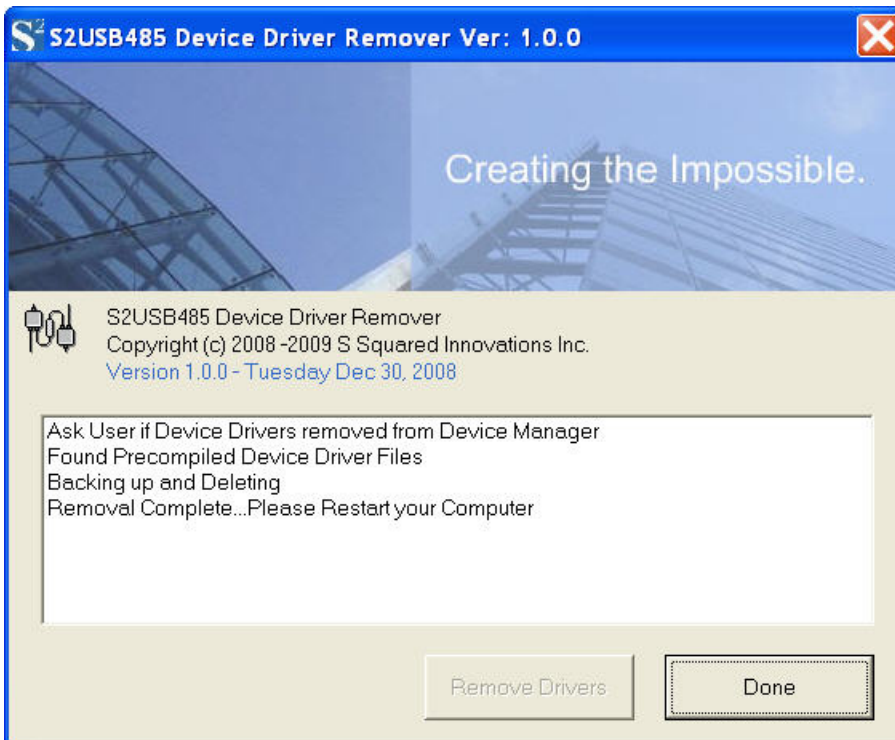 S² S2USB485 Device Driver Remover Ver: 1.0.0
Creating the Impossible.
S2USB485 Device Driver Remover
Copyright (c) 2008 -2009 S Squared Innovations Inc.
Version 1.0.0 - Tuesday Dec 30, 2008
Ask User if Device Drivers removed from Device Manager
Found Precompiled Device Driver Files
Backing up and Deleting
Removal Complete...Please Restart your Computer
Remove Drivers
Done